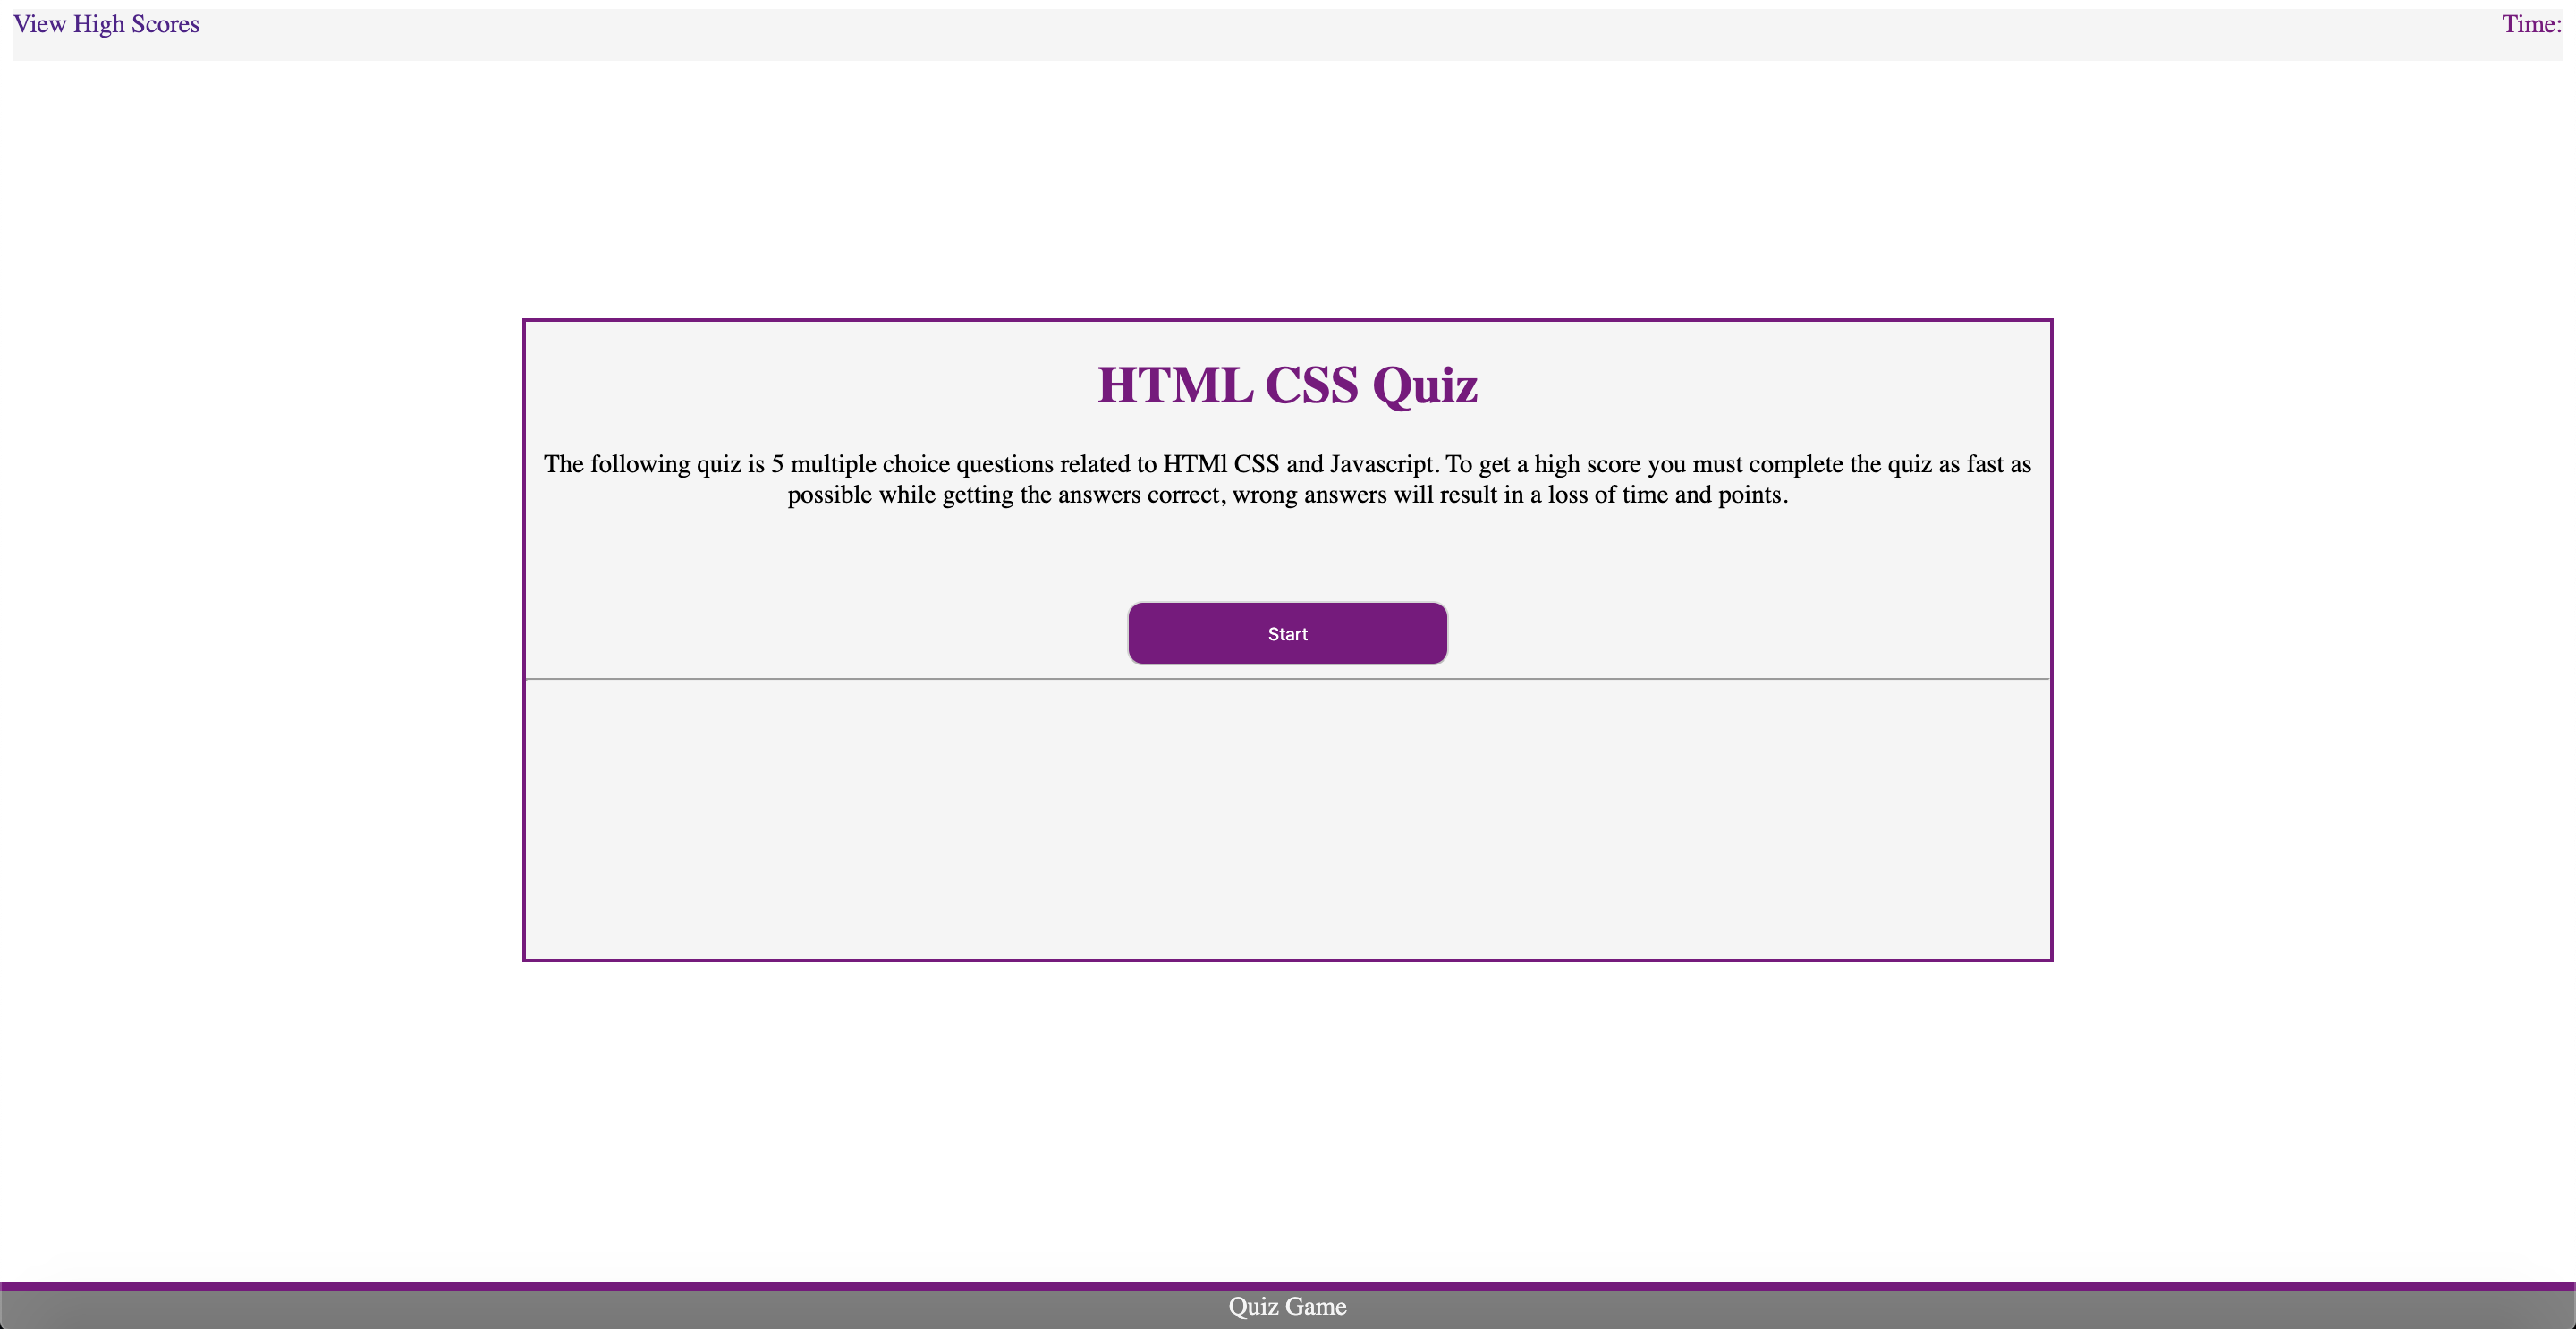 View High Scores
Time:
HTML CSS Quiz
The following quiz is 5 multiple choice questions related to HTMl CSS and Javascript. To get a high score you must complete the quiz as fast as
possible while getting the answers correct, wrong answers will result in a loss of time and points.
Start
Quiz Game